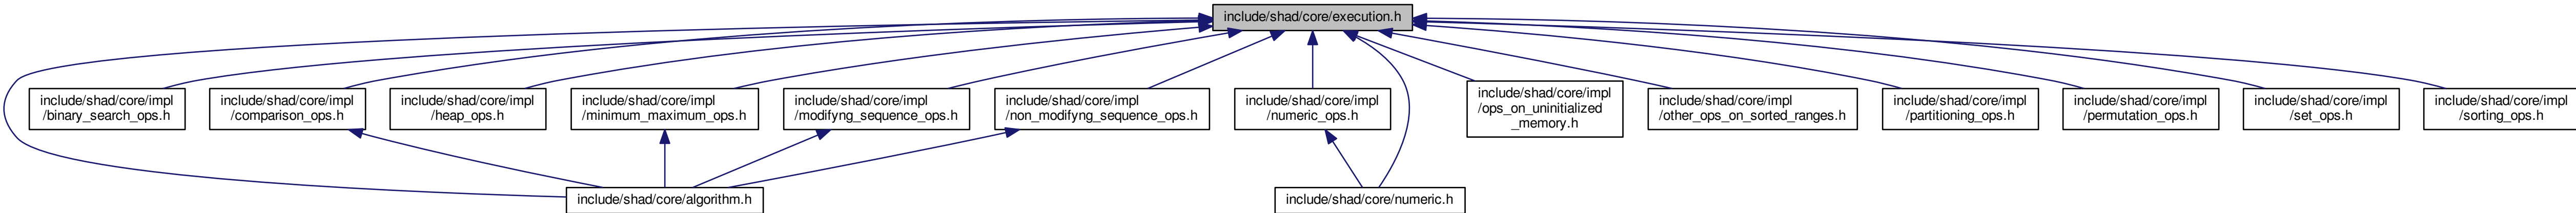 include/shad/core/execution.h
include/shad/core/impl
/binary_search_ops.h
include/shad/core/impl
/comparison_ops.h
include/shad/core/impl
/heap_ops.h
include/shad/core/impl
/minimum_maximum_ops.h
include/shad/core/impl
/modifyng_sequence_ops.h
include/shad/core/impl
/non_modifyng_sequence_ops.h
include/shad/core/impl
/numeric_ops.h
include/shad/core/impl
/ops_on_uninitialized
_memory.h
include/shad/core/impl
/other_ops_on_sorted_ranges.h
include/shad/core/impl
/partitioning_ops.h
include/shad/core/impl
/permutation_ops.h
include/shad/core/impl
/set_ops.h
include/shad/core/impl
/sorting_ops.h
include/shad/core/algorithm.h
include/shad/core/numeric.h